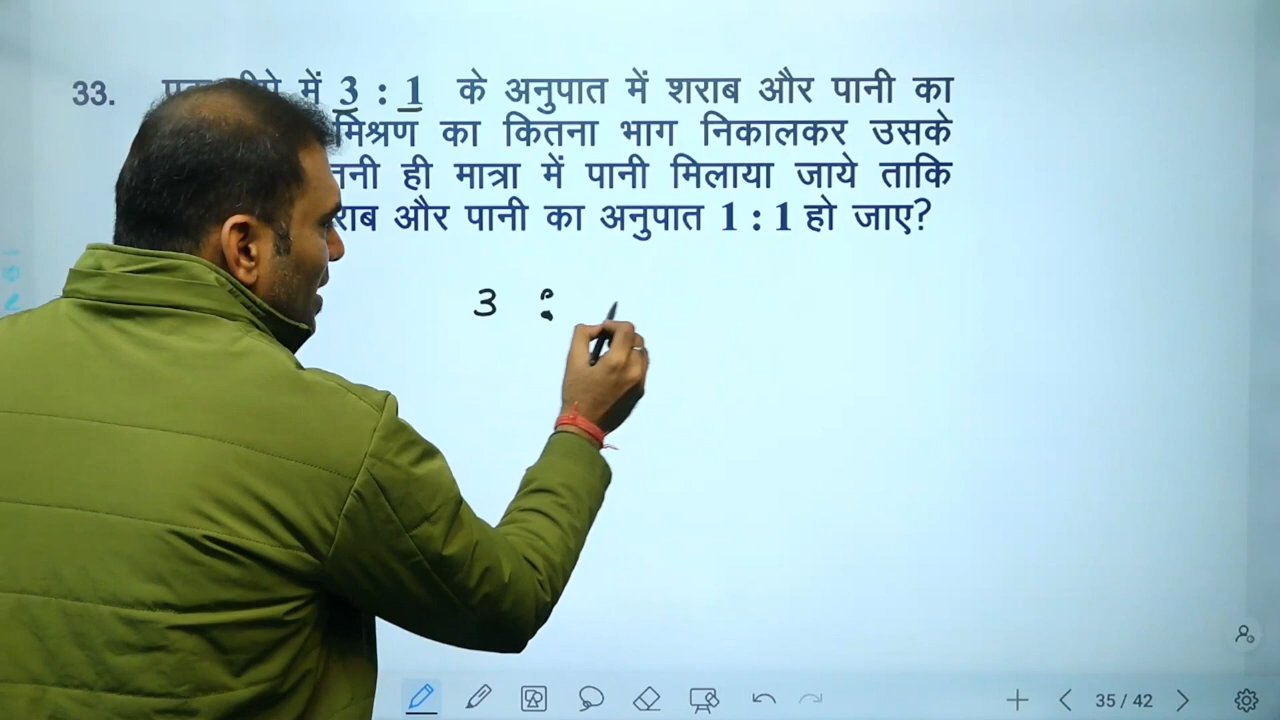 33. में 3 : 1 के अनुपात में शराब और पानी का
मिश्रण का कितना भाग निकालकर उसके
ही मात्रा में पानी मिलाया जाये ताकि
और पानी का अनुपात 1 : 1 हो जाए?
3 :
35 / 42